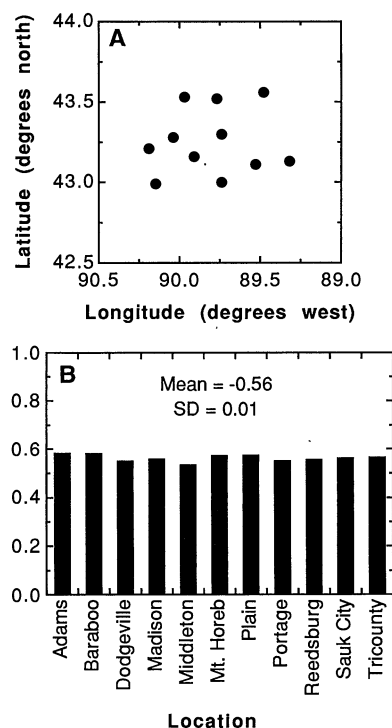 A
44.0
43.5
43.0
42.5
90.5 90.0 89.5 89.0
Latitude (degrees north)
Longitude (degrees west)
B
Mean = -0.56
SD = 0.01
1.0
0.8
0.6
0.4
0.2
0.0
Adams
Baraboo
Dodgeville
Madison
Middleton
Mt. Horeb
Plain
Portage
Reedsburg
Sauk City
Tricounty
Location